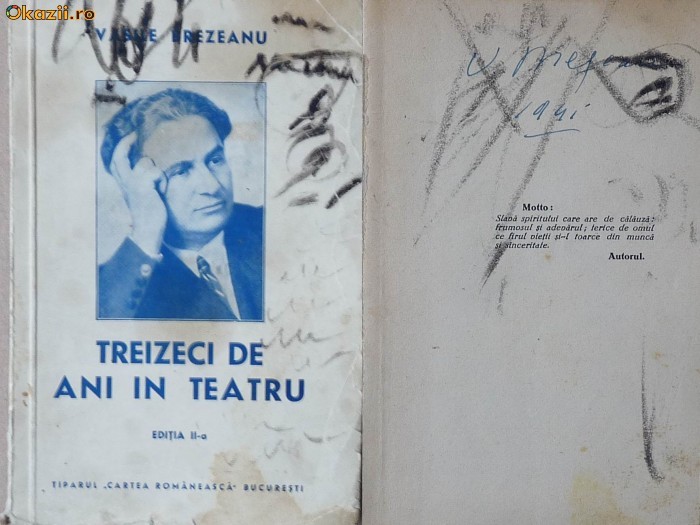 Okazii.ro
VASILE BREZEANU
TREIZECI DE
ANI IN TEATRU
EDIȚIA II-a
TIPARUL „CARTEA ROMÂNEASCĂ" BUCUREȘTI
1941
Motto:
Slavă spiritului care are de călăuză:
frumosul și adevărul; ferice de omul
ce firul vieții și-l toarce din muncă
și sinceritate.
Autorul.